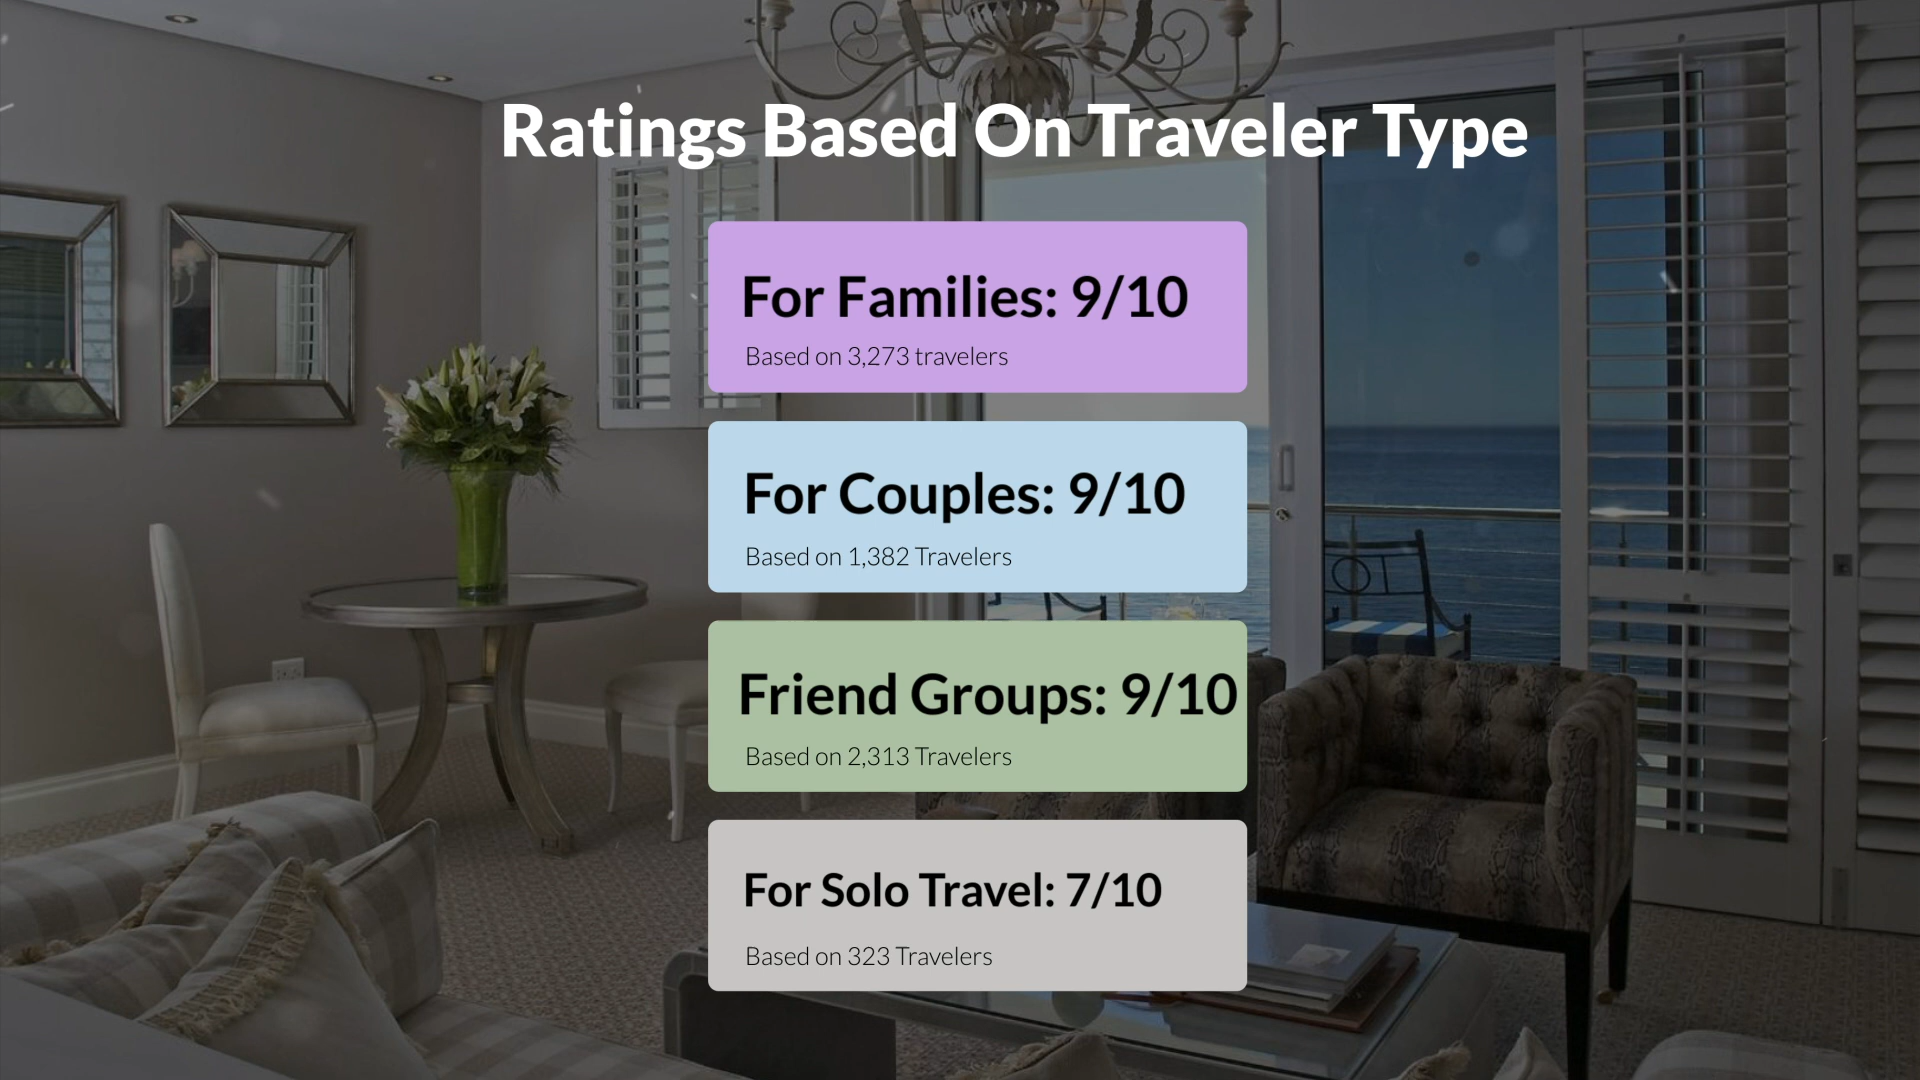 Ratings Based On Traveler Type
For Families: 9/10
Based on 3,273 travelers
For Couples: 9/10
Based on 1,382 Travelers
Friend Groups: 9/10
Based on 2,313 Travelers
For Solo Travel: 7/10
Based on 323 Travelers